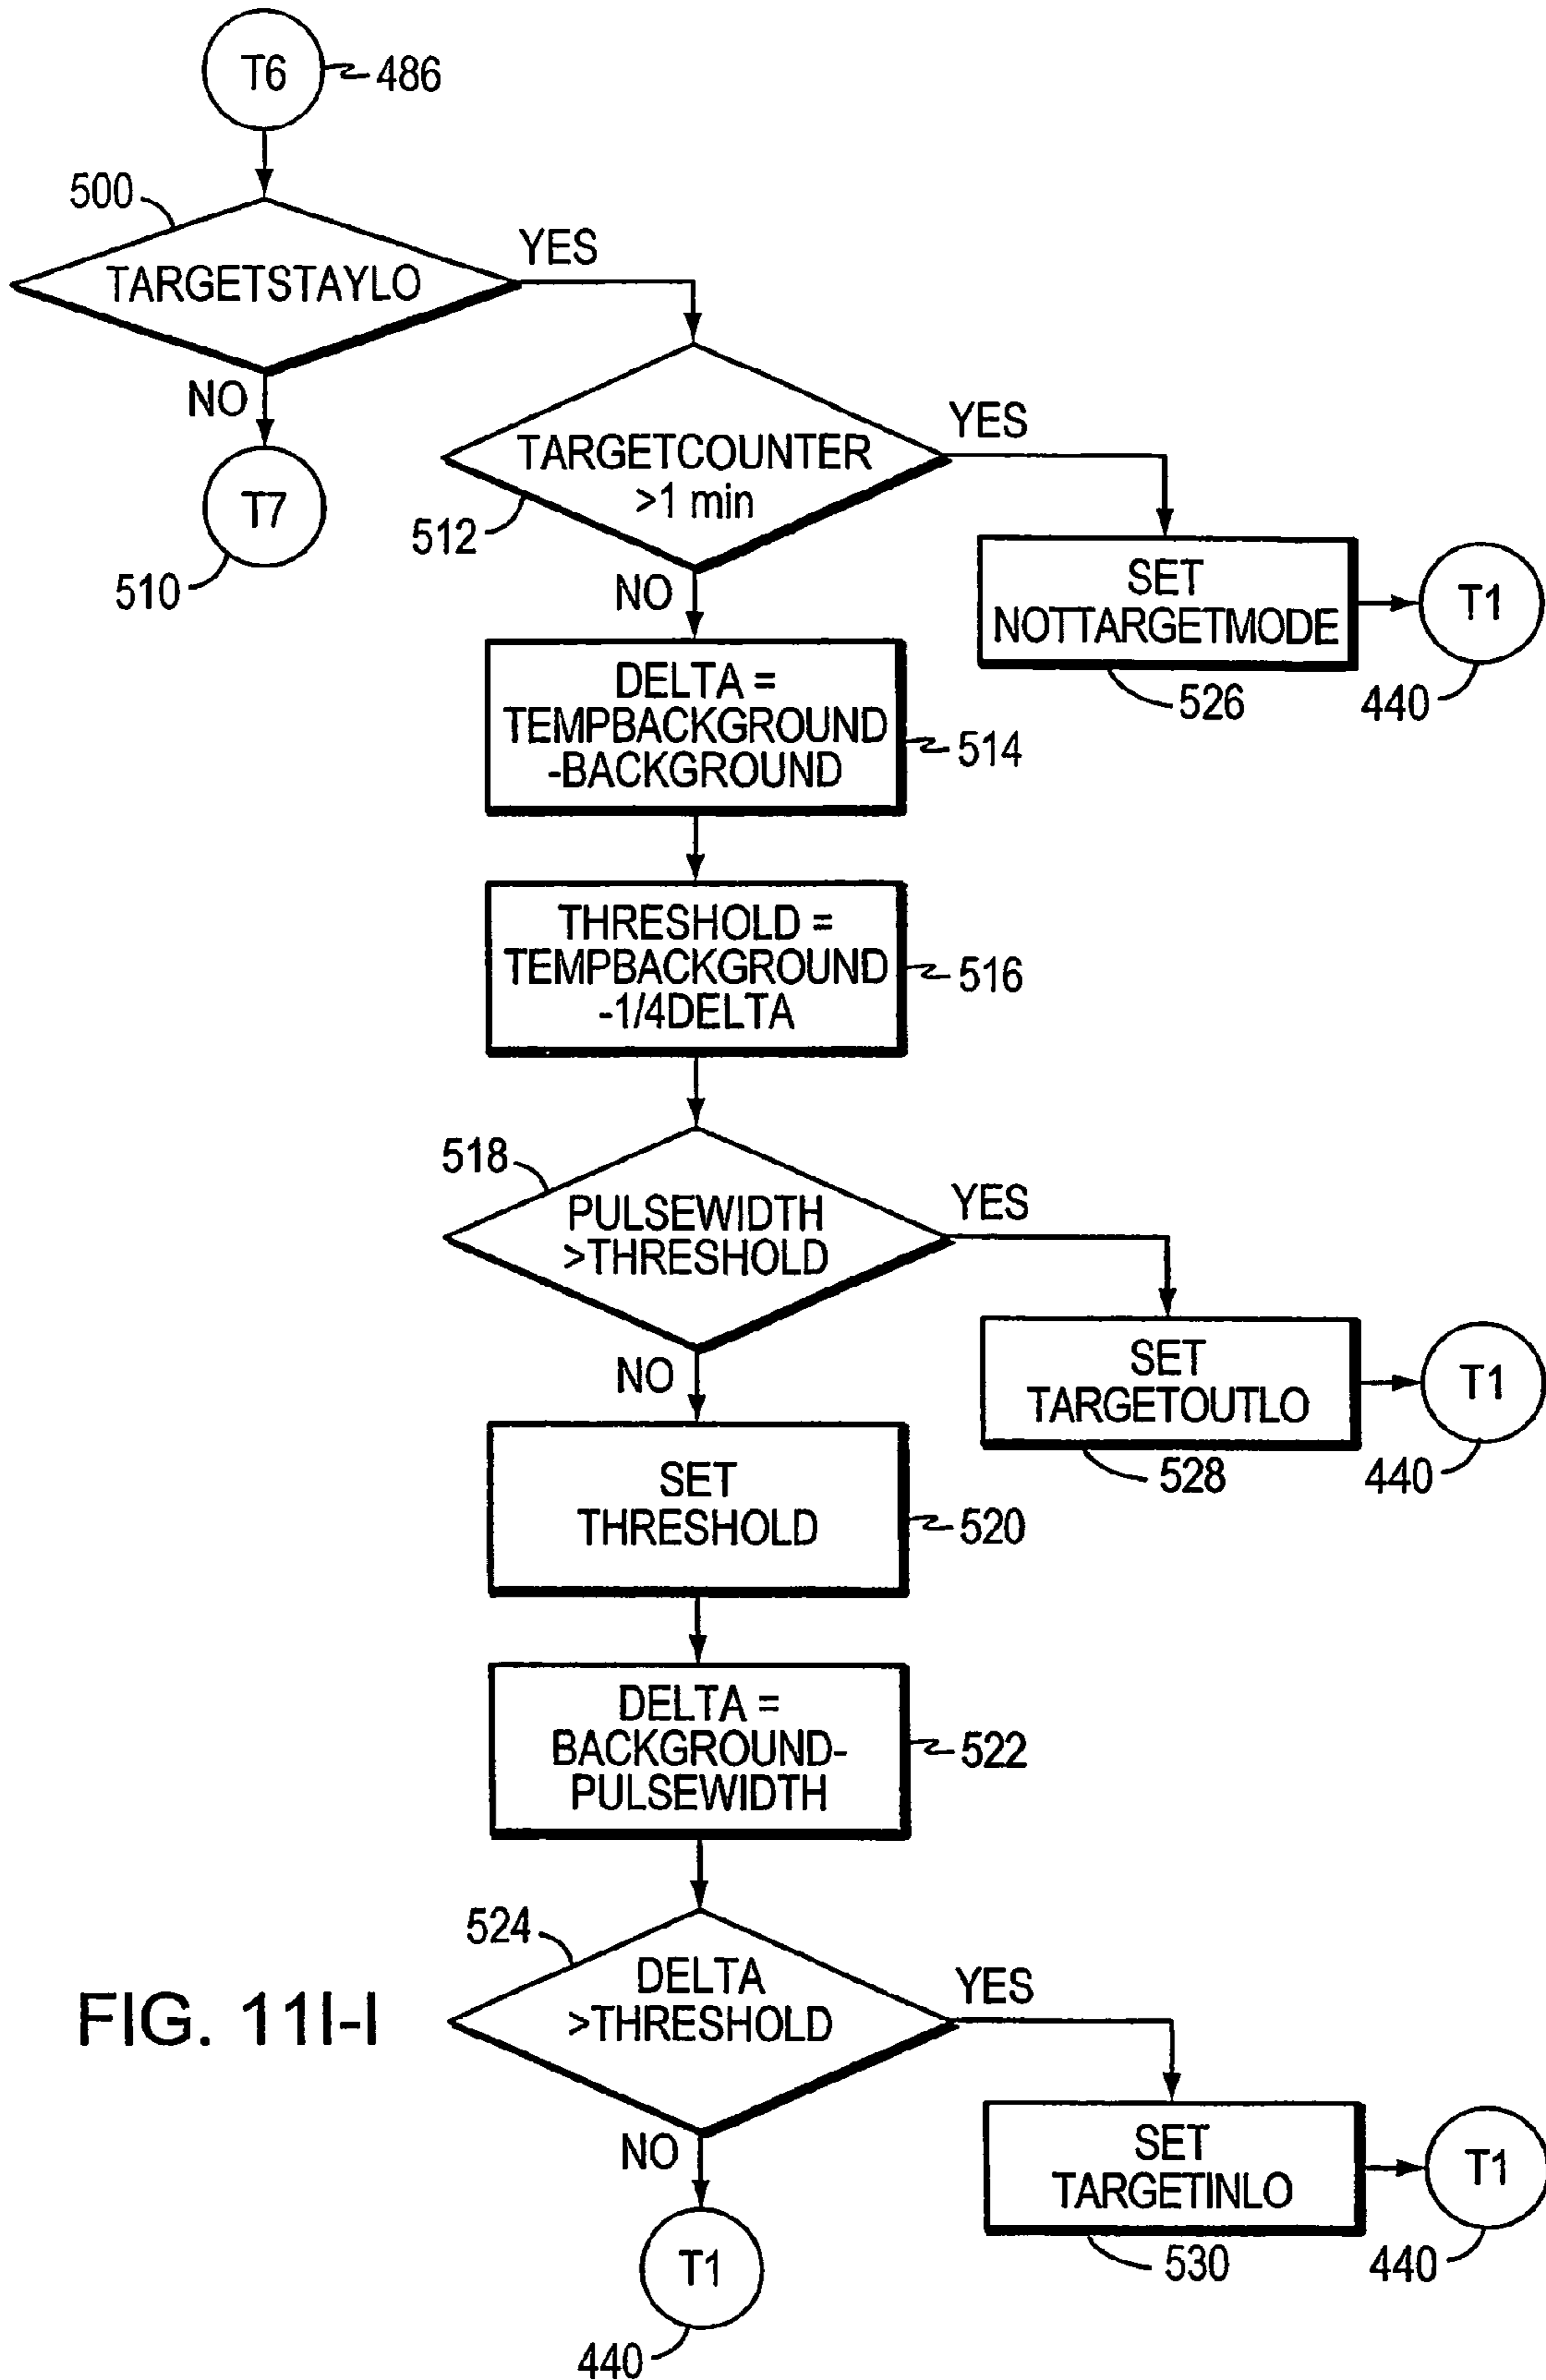 T6
486
500
TARGETSTAYLO
YES
NO
T7
510
TARGETCOUNTER
>1 min
512
YES
NO
SET
NOTTARGETMODE
526
T1
440
DELTA =
TEMPBACKGROUND
-BACKGROUND
514
THRESHOLD =
TEMPBACKGROUND
-1/4DELTA
516
518
PULSEWIDTH
>THRESHOLD
YES
NO
SET
TARGETOUTLO
528
T1
440
SET
THRESHOLD
520
DELTA =
BACKGROUND-
PULSEWIDTH
522
524
DELTA
>THRESHOLD
YES
NO
SET
TARGETINLO
530
T1
440
T1
440
FIG. 11I-I